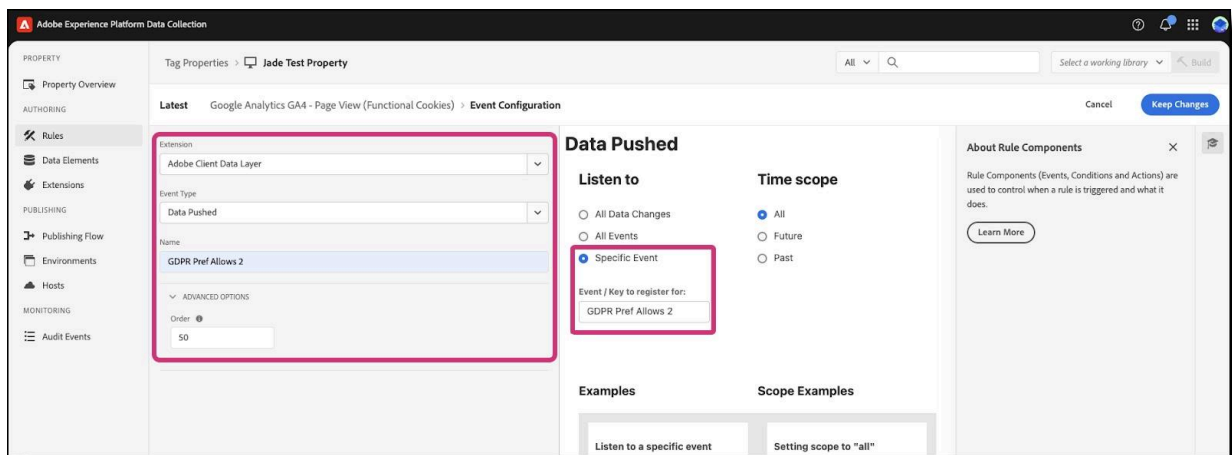 Adobe Experience Platform Data Collection
PROPERTY
Property Overview
AUTHORING
Rules
Data Elements
Extensions
PUBLISHING
Publishing Flow
Environments
Hosts
MONITORING
Audit Events
Tag Properties > Jade Test Property
All
Select a working library
Build
Latest Google Analytics GA4 - Page View (Functional Cookies) > Event Configuration
Cancel
Keep Changes
Extension
Adobe Client Data Layer
Event Type
Data Pushed
Name
GDPR Pref Allows 2
ADVANCED OPTIONS
Order
50
Data Pushed
Listen to
All Data Changes
All Events
Specific Event
Event / Key to register for:
GDPR Pref Allows 2
Time scope
All
Future
Past
Examples
Listen to a specific event
Scope Examples
Setting scope to "all"
About Rule Components
Rule Components (Events, Conditions and Actions) are
used to control when a rule is triggered and what it
does.
Learn More